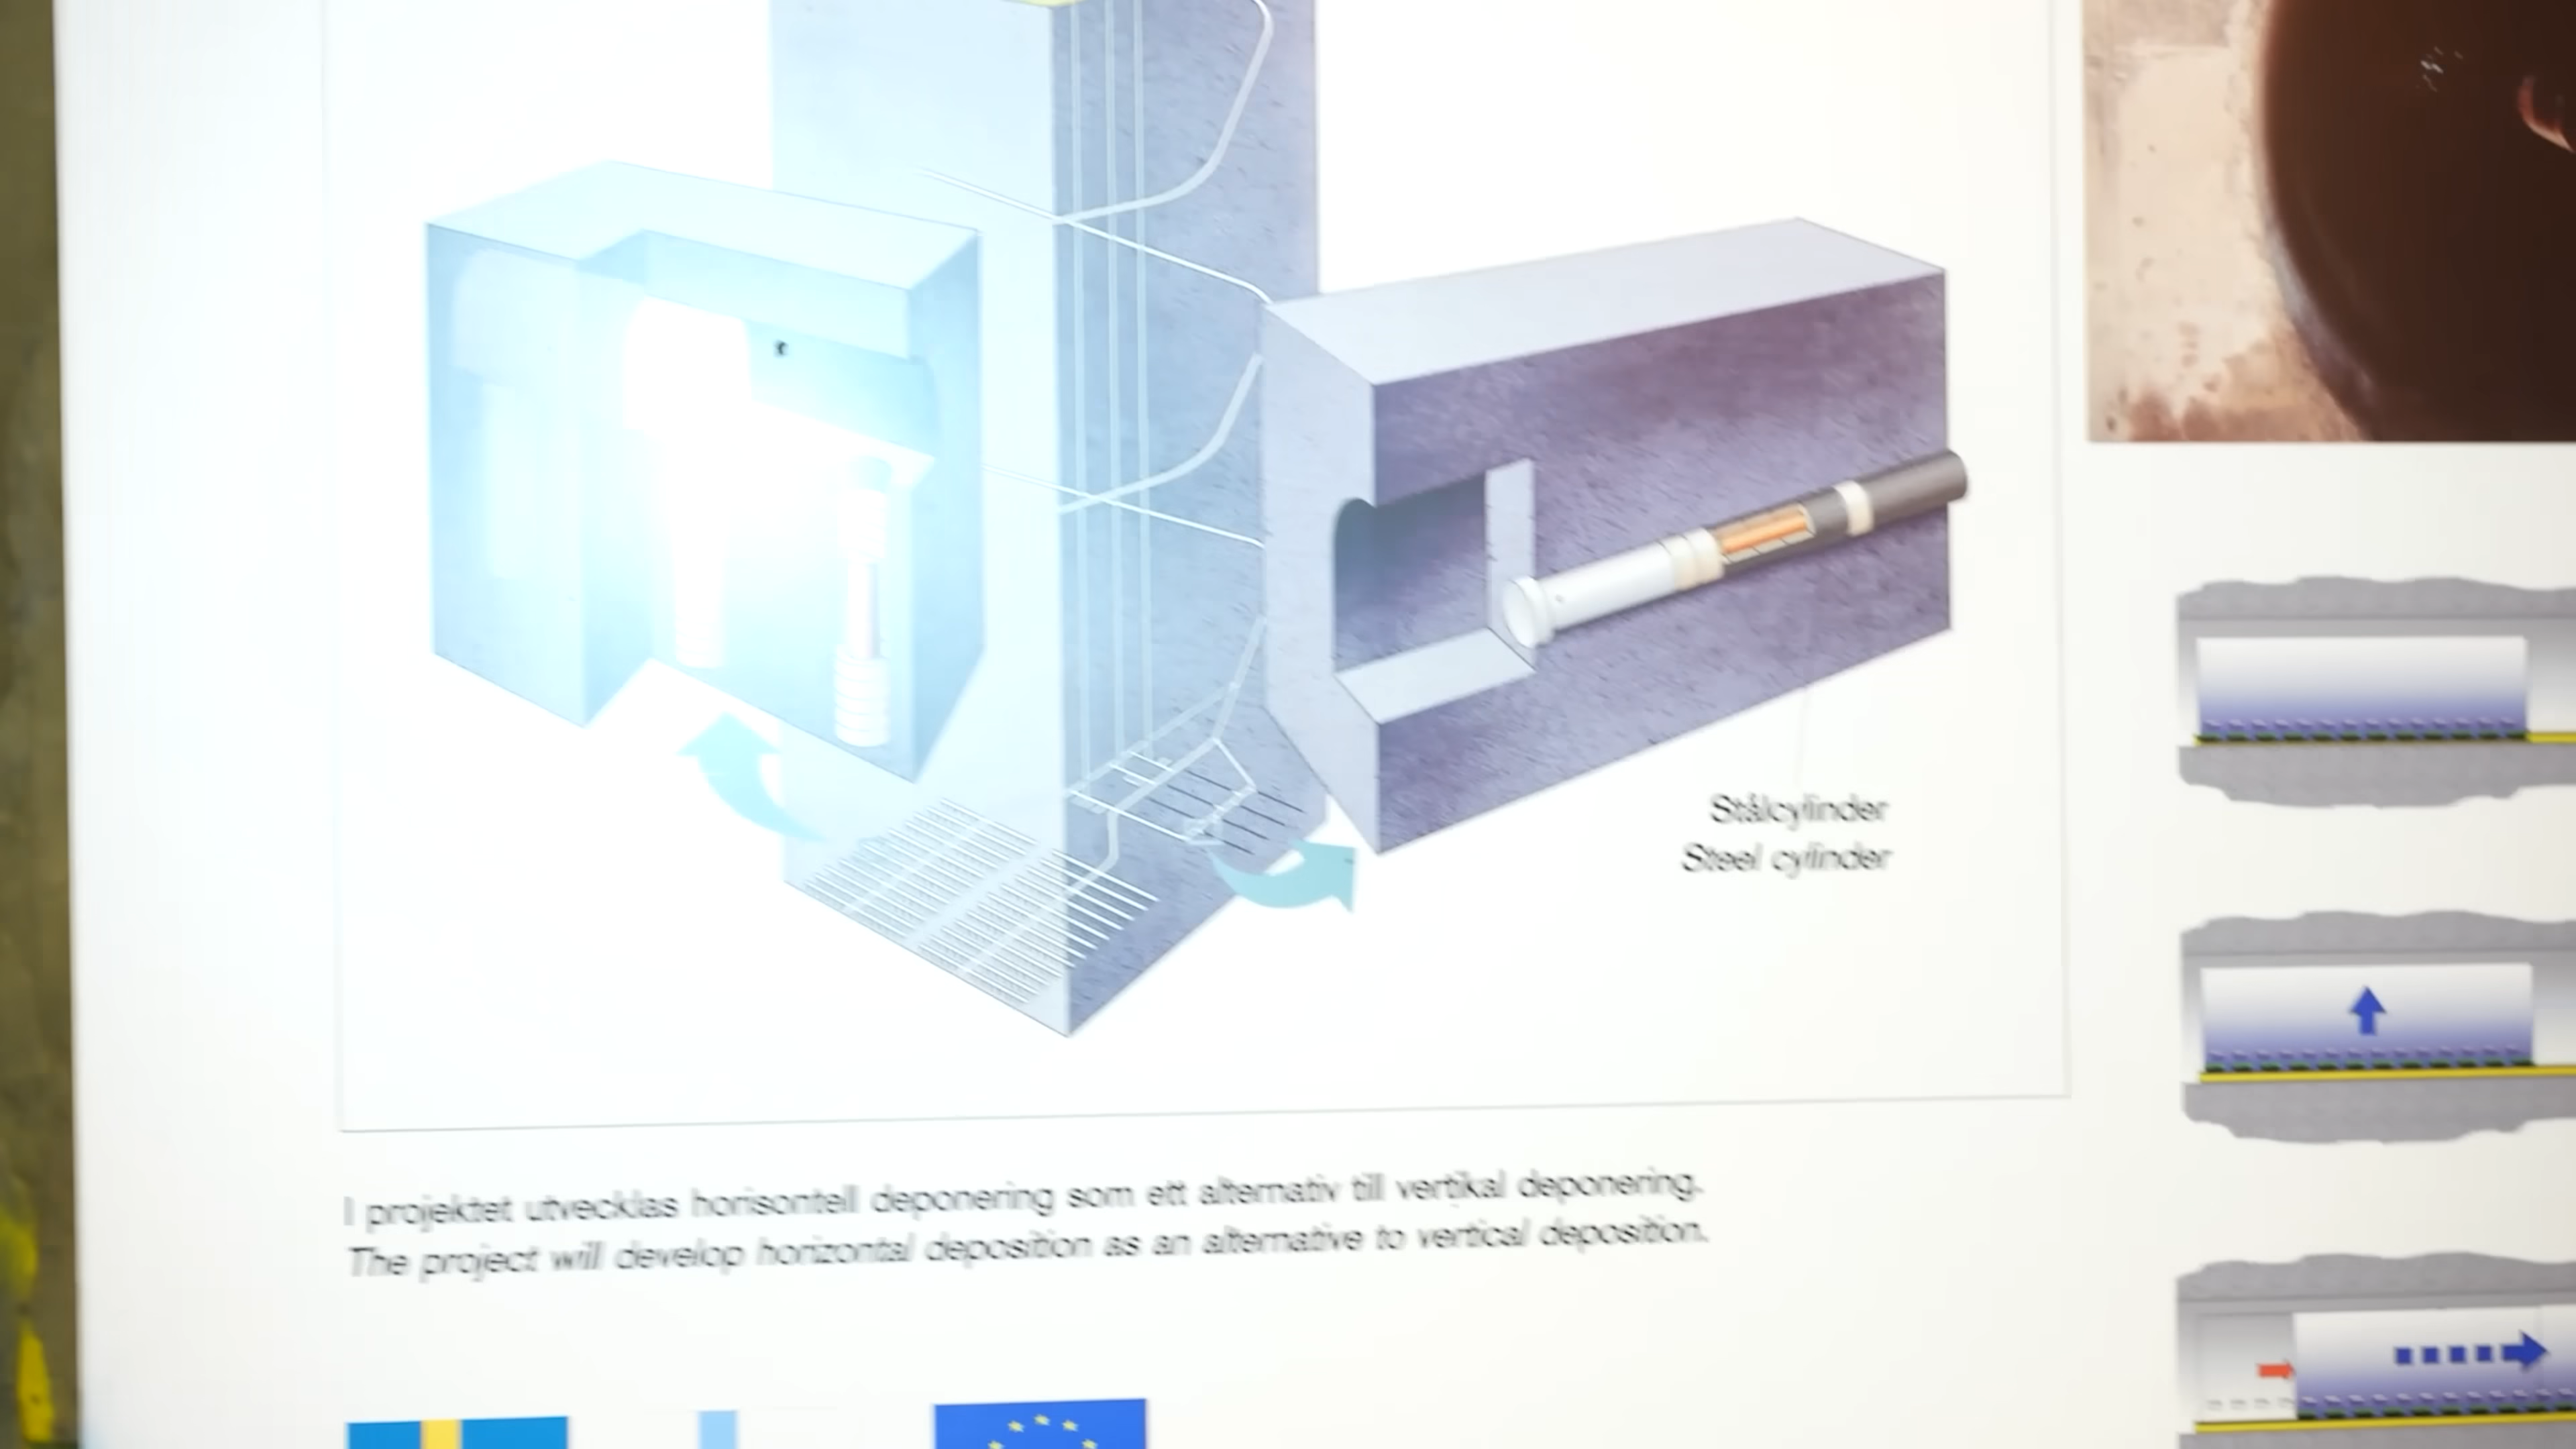 Stålcylinder
Steel cylinder
I projektet utvecklas horisontell deponering som ett alternativ till vertikal deponering.
The project will develop horizontal deposition as an alternative to vertical deposition.